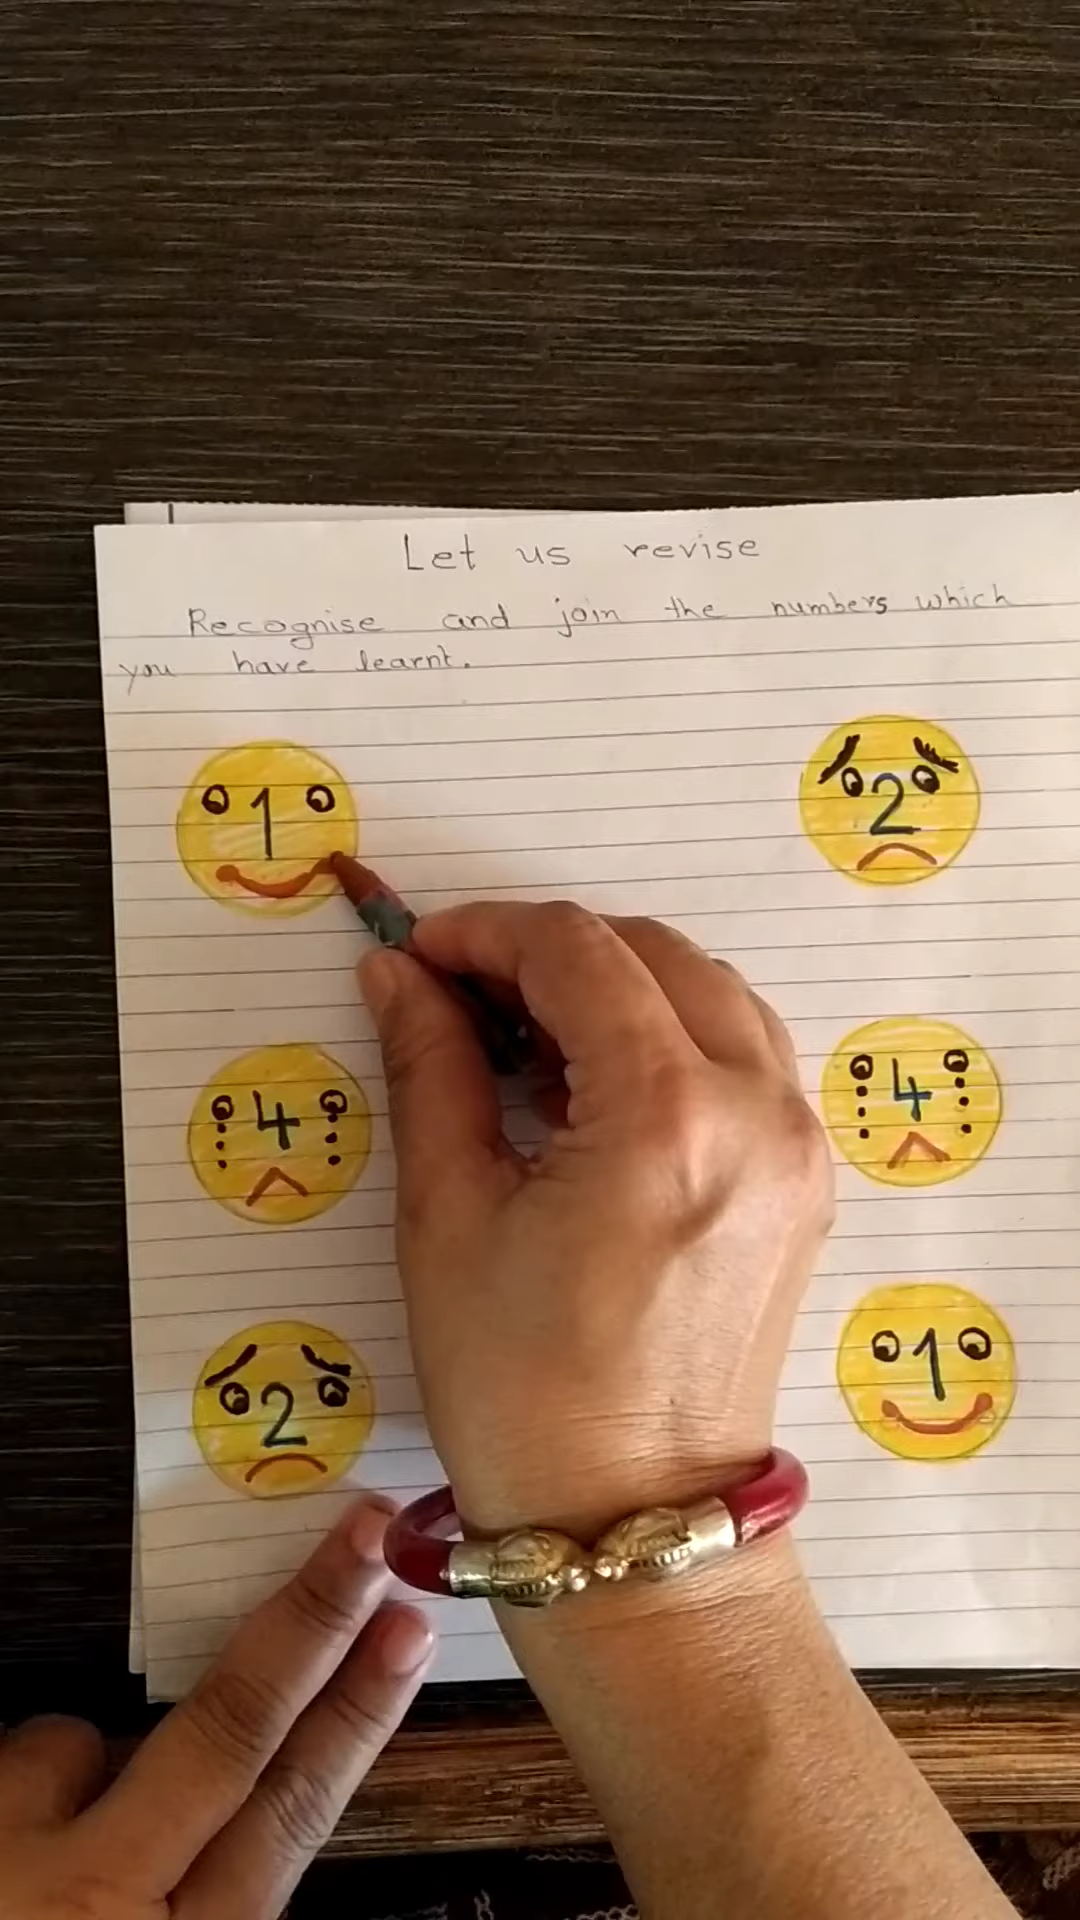 Let us revise
Recognise and join the numbers which
you have learnt.
1 2
4 4
2 1